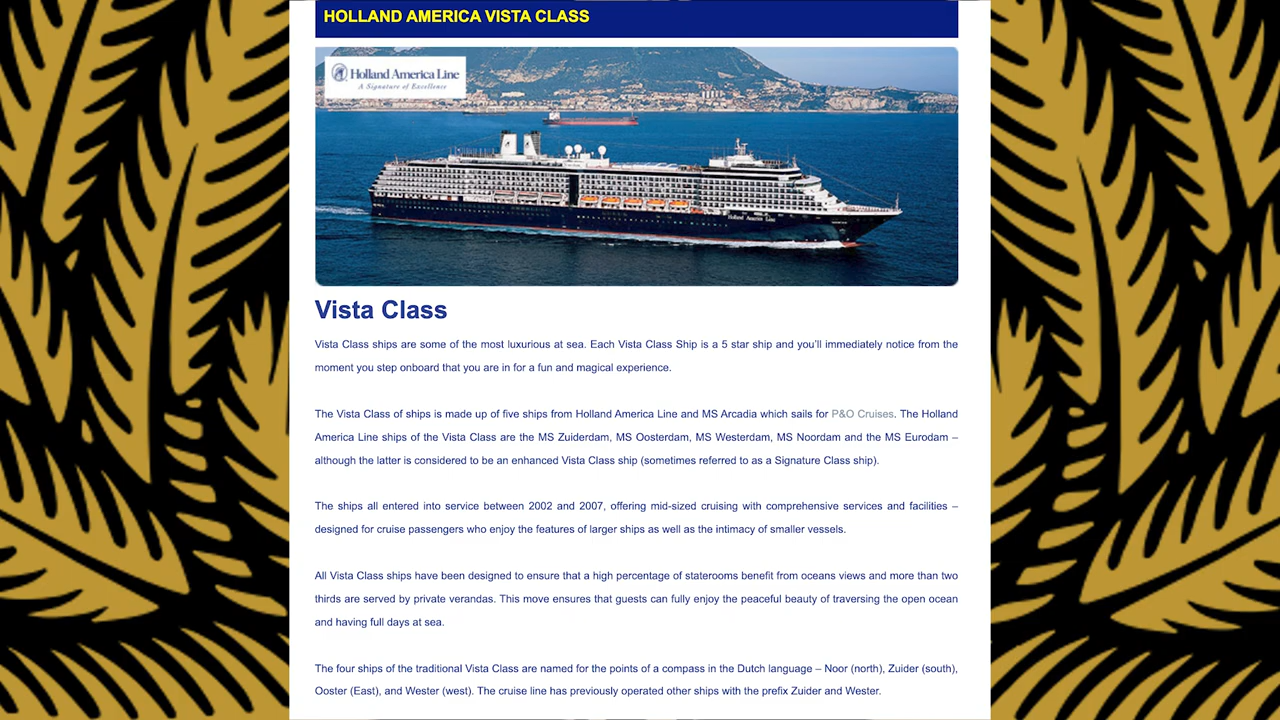 HOLLAND AMERICA VISTA CLASS
Holland America Line
A Signature of Excellence
Holland America Line
Vista Class
Vista Class ships are some of the most luxurious at sea. Each Vista Class Ship is a 5 star ship and you’ll immediately notice from the
moment you step onboard that you are in for a fun and magical experience.
The Vista Class of ships is made up of five ships from Holland America Line and MS Arcadia which sails for P&O Cruises. The Holland
America Line ships of the Vista Class are the MS Zuiderdam, MS Oosterdam, MS Westerdam, MS Noordam and the MS Eurodam –
although the latter is considered to be an enhanced Vista Class ship (sometimes referred to as a Signature Class ship).
The ships all entered into service between 2002 and 2007, offering mid-sized cruising with comprehensive services and facilities –
designed for cruise passengers who enjoy the features of larger ships as well as the intimacy of smaller vessels.
All Vista Class ships have been designed to ensure that a high percentage of staterooms benefit from oceans views and more than two
thirds are served by private verandas. This move ensures that guests can fully enjoy the peaceful beauty of traversing the open ocean
and having full days at sea.
The four ships of the traditional Vista Class are named for the points of a compass in the Dutch language – Noor (north), Zuider (south),
Ooster (East), and Wester (west). The cruise line has previously operated other ships with the prefix Zuider and Wester.